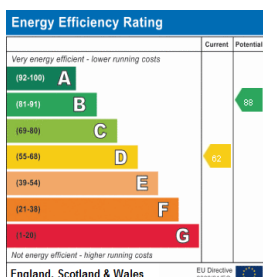 Energy Efficiency Rating
Current Potential
Very energy efficient - lower running costs
(92-100) A
(81-91) B
88
(69-80) C
(55-68) D
62
(39-54) E
(21-38) F
(1-20) G
Not energy efficient - higher running costs
England, Scotland & Wales
EU Directive